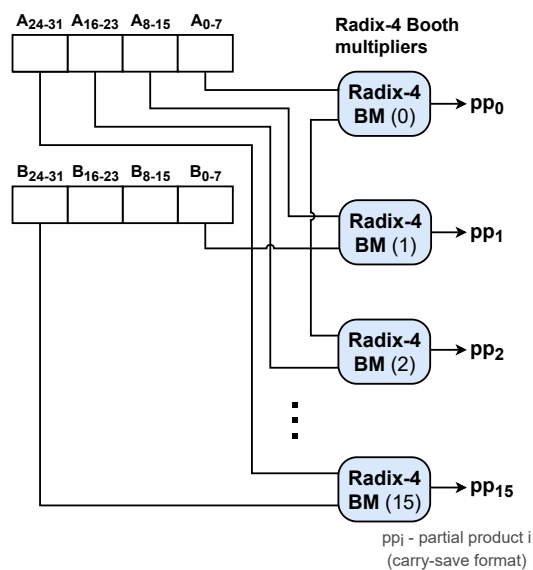 A24-31 A16-23 A8-15 A0-7
Radix-4 Booth
multipliers
Radix-4
BM (0)
pp0
B24-31 B16-23 B8-15 B0-7
Radix-4
BM (1)
pp1
Radix-4
BM (2)
pp2
Radix-4
BM (15)
pp15
ppi - partial product i
(carry-save format)